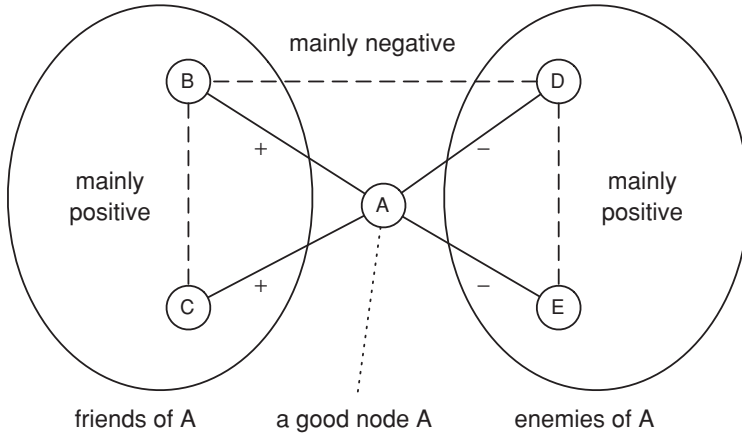 mainly negative
B
D
+
−
mainly
positive
A
mainly
positive
C
+
−
E
friends of A
a good node A
enemies of A